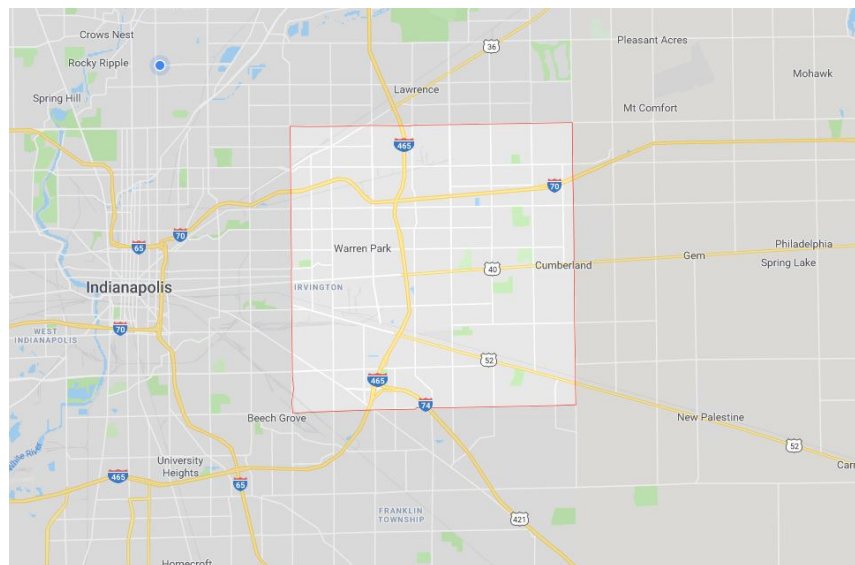 Crows Nest
36
Pleasant Acres
Rocky Ripple
Mohawk
Lawrence
Spring Hill
Mt Comfort
465
70
70
65
Warren Park
Philadelphia
Gem
Cumberland
40
Spring Lake
Indianapolis
IRVINGTON
70
WEST
INDIANAPOLIS
52
465
74
Beech Grove
New Palestine
52
White River
University
Heights
Carr
465
65
FRANKLIN
TOWNSHIP
421
Homecroft